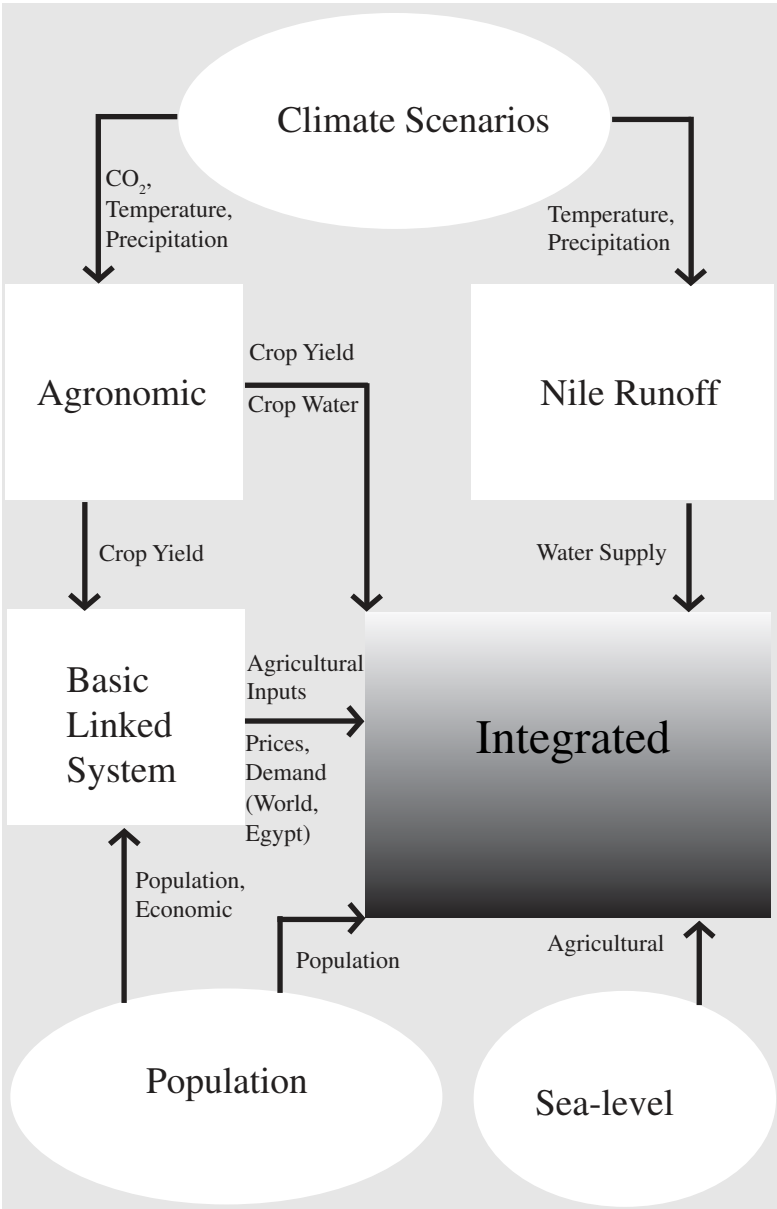 Climate Scenarios
CO₂,
Temperature,
Precipitation
Temperature,
Precipitation
Agronomic
Crop Yield
Crop Water
Nile Runoff
Crop Yield
Water Supply
Basic
Linked
System
Agricultural
Inputs
Prices,
Demand
(World,
Egypt)
Integrated
Population,
Economic
Population
Agricultural
Population
Sea-level